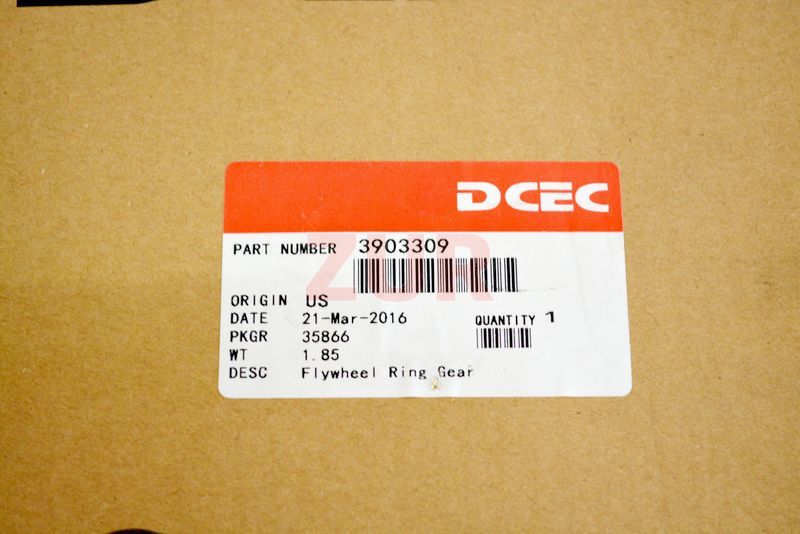 DCEC
PART NUMBER 3903309
ZUR
ORIGIN US
DATE 21-Mar-2016
QUANTITY 1
PKGR 35866
WT 1.85
DESC Flywheel Ring Gear